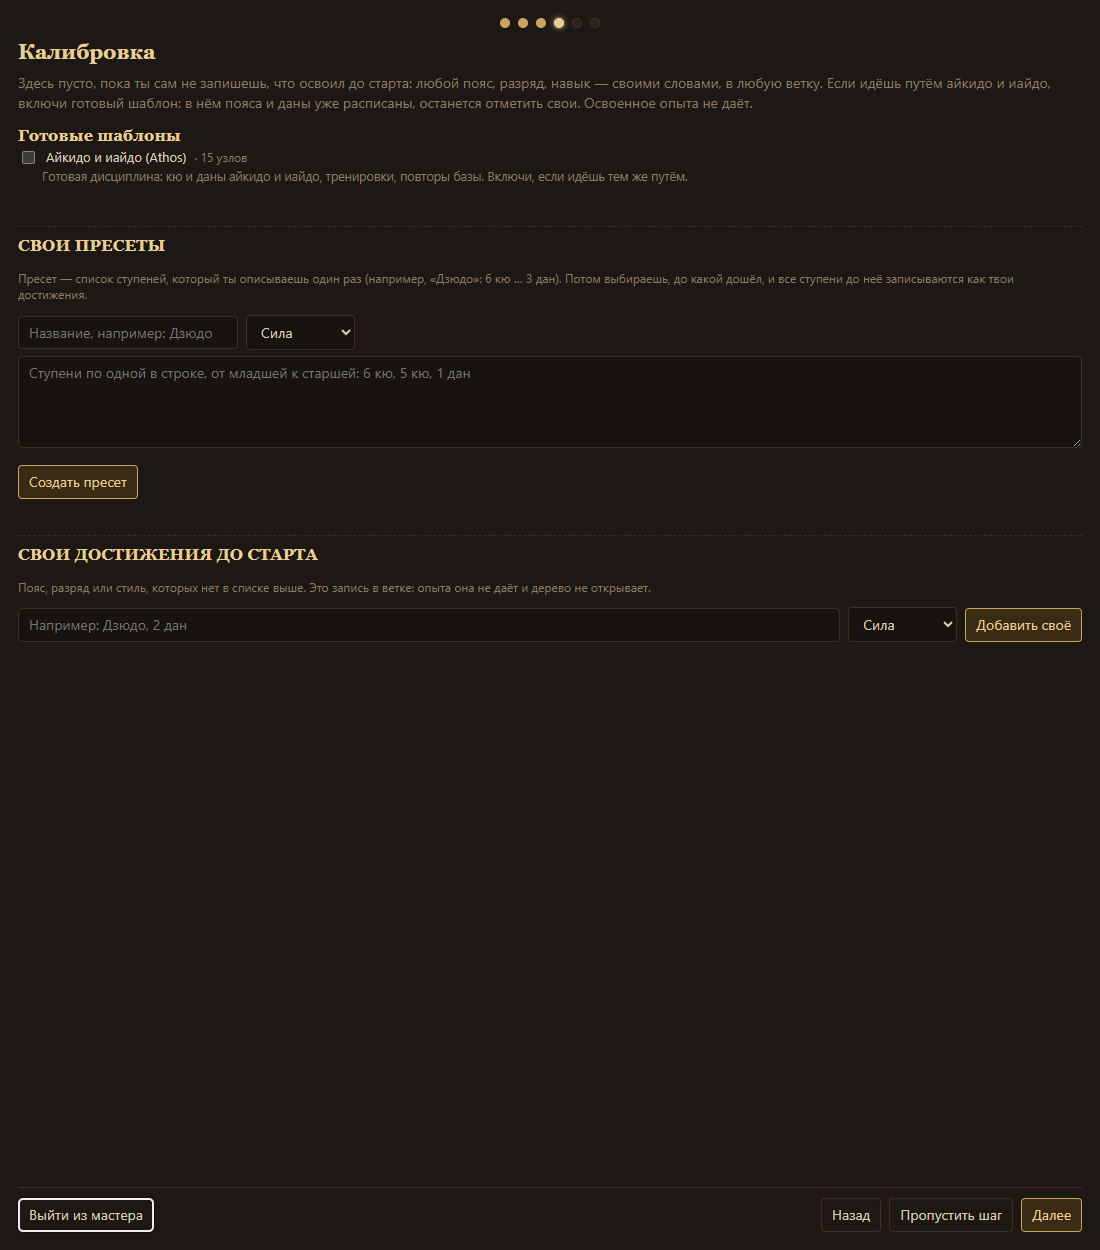 Калибровка
Здесь пусто, пока ты сам не запишешь, что освоил до старта: любой пояс, разряд, навык — своими словами, в любую ветку. Если идёшь путём айкидо и иайдо,
включи готовый шаблон: в нём пояса и даны уже расписаны, останется отметить свои. Освоенное опыта не даёт.
Готовые шаблоны
Айкидо и иайдо (Athos) · 15 узлов
Готовая дисциплина: кю и даны айкидо и иайдо, тренировки, повторы базы. Включи, если идёшь тем же путём.
СВОИ ПРЕСЕТЫ
Пресет — список ступеней, который ты описываешь один раз (например, «Дзюдо»: 6 кю ... 3 дан). Потом выбираешь, до какой дошёл, и все ступени до неё записываются как твои
достижения.
Название, например: Дзюдо Сила
Ступени по одной в строке, от младшей к старшей: 6 кю, 5 кю, 1 дан
Создать пресет
СВОИ ДОСТИЖЕНИЯ ДО СТАРТА
Пояс, разряд или стиль, которых нет в списке выше. Это запись в ветке: опыта она не даёт и дерево не открывает.
Например: Дзюдо, 2 дан Сила Добавить своё
Выйти из мастера Назад Пропустить шаг Далее